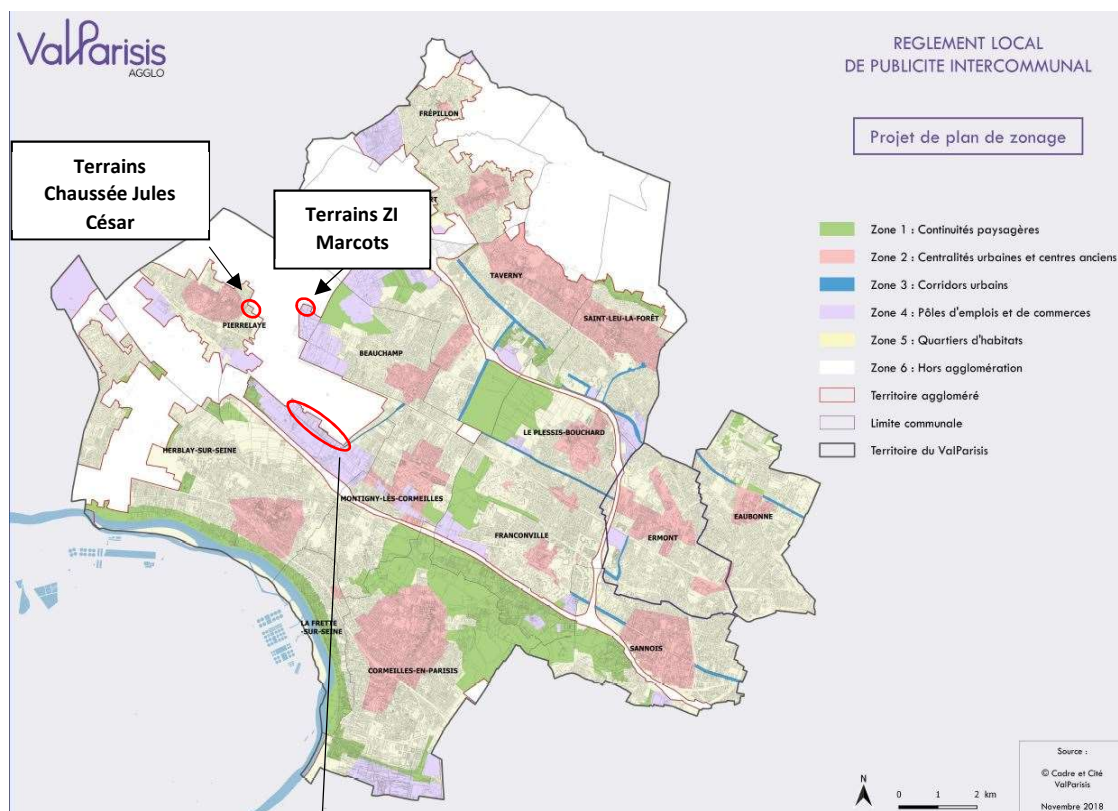 ValParisis
AGGLO
REGLEMENT LOCAL
DE PUBLICITE INTERCOMMUNAL
Projet de plan de zonage
Terrains
Chaussée Jules
César
Terrains ZI
Marcots
FRÉPILLON
RT
TAVERNY
SAINT-LEU-LA-FORÊT
PIERRELAYE
BEAUCHAMP
LE PLESSIS-BOUCHARD
HERBLAY-SUR-SEINE
MONTIGNY-LÈS-CORMEILLES
FRANCONVILLE
ERMONT
EAUBONNE
LA FRETTE
-SUR-SEINE
CORMEILLES-EN-PARISIS
SANNOIS
Zone 1 : Continuités paysagères
Zone 2 : Centralités urbaines et centres anciens
Zone 3 : Corridors urbains
Zone 4 : Pôles d'emplois et de commerces
Zone 5 : Quartiers d'habitats
Zone 6 : Hors agglomération
Territoire aggloméré
Limite communale
Territoire du ValParisis
N
0 1 2 km
Source :
© Cadre et Cité
ValParisis
Novembre 2018